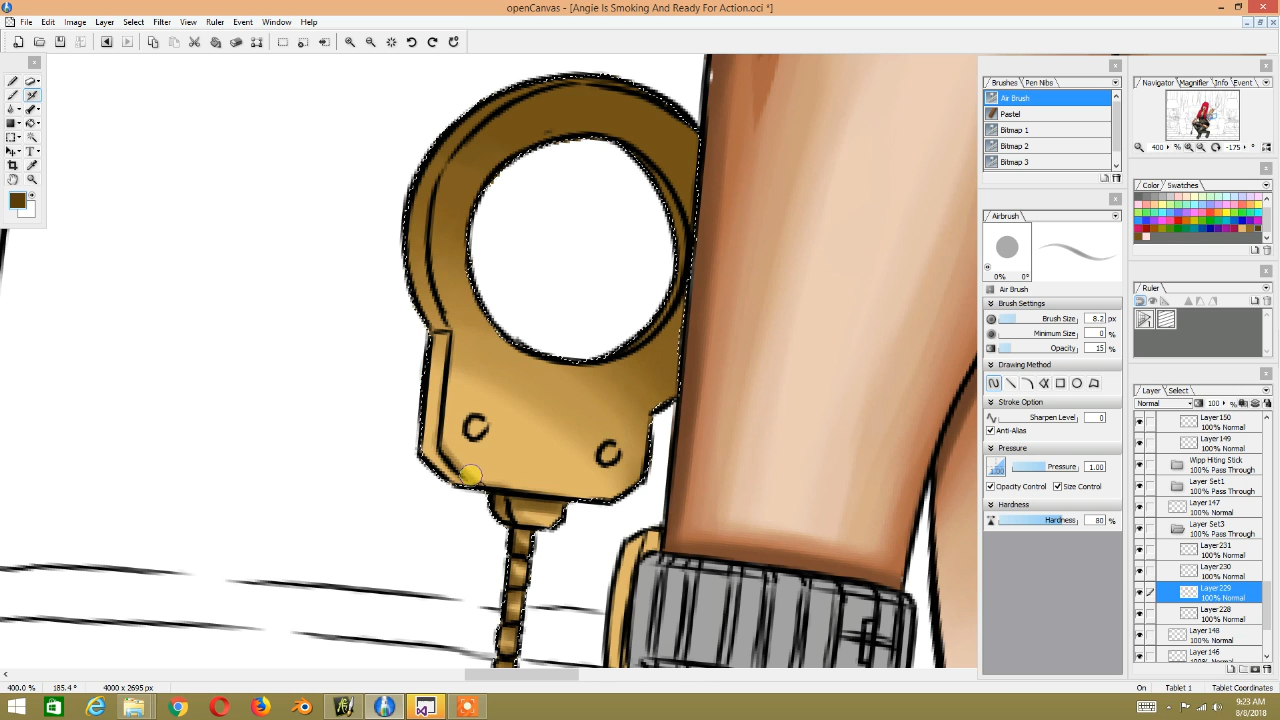 openCanvas - [Angie Is Smoking And Ready For Action.oci *]
File Edit Image Layer Select Filter View Ruler Event Window Help
Brushes Pen Nibs
Air Brush
Pastel
Bitmap 1
Bitmap 2
Bitmap 3
Navigator Magnifier Info Event
400 % -175 °
Color Swatches
Airbrush
0% 0°
Air Brush
Brush Settings
Brush Size 8.2 px
Minimum Size 0 %
Opacity 15 %
Drawing Method
Stroke Option
Sharpen Level 0
Anti-Alias
Pressure
1.00 Pressure 1.00
Opacity Control Size Control
Hardness
Hardness 80 %
Ruler
Layer Select
Normal 100 %
Layer150
100% Normal
Layer149
100% Normal
Wipp Hiting Stick
100% Pass Through
Layer Set1
100% Pass Through
Layer147
100% Normal
Layer Set3
100% Pass Through
Layer231
100% Normal
Layer230
100% Normal
Layer229
100% Normal
Layer228
100% Normal
Layer148
100% Normal
Layer146
100% Normal
400.0 % 185.4 ° 4000 x 2695 px
On Tablet 1 Tablet Coordinates
9:23 AM
8/8/2018